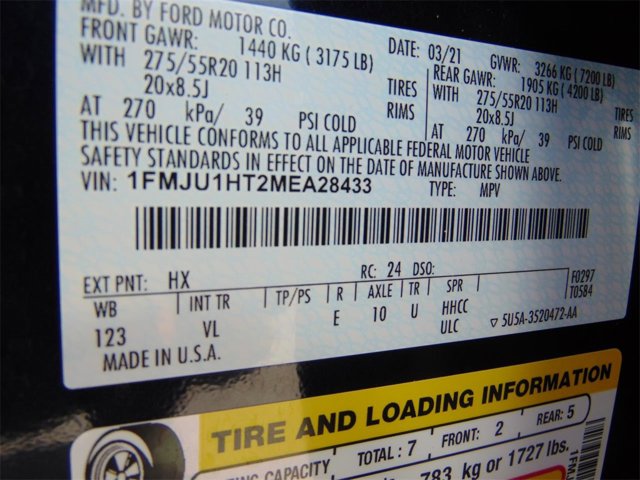 MFD. BY FORD MOTOR CO.
DATE: 03/21 GVWR: 3266 KG (7200 LB)
FRONT GAWR: 1440 KG (3175 LB) REAR GAWR: 1905 KG (4200 LB)
WITH 275/55R20 113H TIRES WITH 275/55R20 113H TIRES
20x8.5J RIMS 20x8.5J RIMS
AT 270 kPa/ 39 PSI COLD AT 270 kPa/ 39 PSI COLD
THIS VEHICLE CONFORMS TO ALL APPLICABLE FEDERAL MOTOR VEHICLE
SAFETY STANDARDS IN EFFECT ON THE DATE OF MANUFACTURE SHOWN ABOVE.
VIN: 1FMJU1HT2MEA28433 TYPE: MPV
EXT PNT: HX RC: 24 DSO: F0297
WB INT TR TP/PS R AXLE TR SPR T0584
123 VL E 10 U HHCC
ULC ▽ 5U5A-3520472-AA
MADE IN U.S.A.
TIRE AND LOADING INFORMATION
CAPACITY TOTAL : 7 FRONT: 2 REAR: 5
783 kg or 1727 lbs.